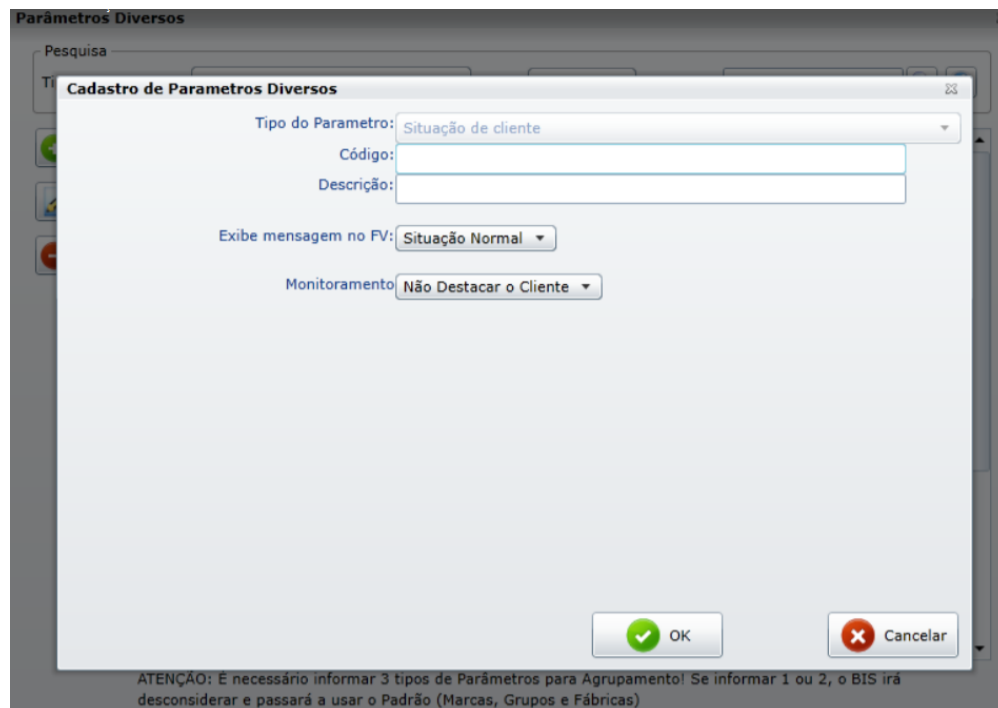 Parâmetros Diversos
Pesquisa
Ti
Cadastro de Parametros Diversos
Tipo do Parametro: Situação de cliente
Código:
Descrição:
Exibe mensagem no FV: Situação Normal
Monitoramento Não Destacar o Cliente
OK Cancelar
ATENÇÃO: É necessário informar 3 tipos de Parâmetros para Agrupamento! Se informar 1 ou 2, o BIS irá
desconsiderar e passará a usar o Padrão (Marcas, Grupos e Fábricas)